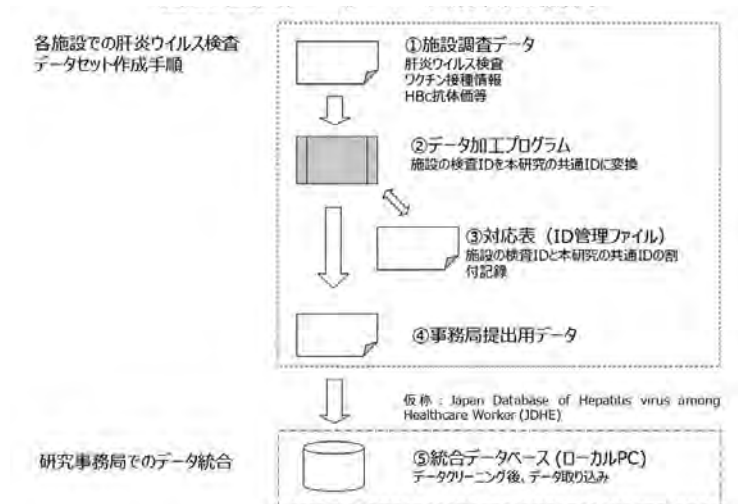 各施設での肝炎ウイルス検査
データセット作成手順
①施設調査データ
肝炎ウイルス検査
ワクチン接種情報
HBc抗体価等
②データ加工プログラム
施設の検査IDを本研究の共通IDに変換
③対応表(ID管理ファイル)
施設の検査IDと本研究の共通IDの割
付記録
④事務局提出用データ
仮称:Japan Database of Hepatitis virus among
Healthcare Worker (JDHE)
研究事務局でのデータ統合
⑤統合データベース (ローカルPC)
データクリーニング後、データ取り込み